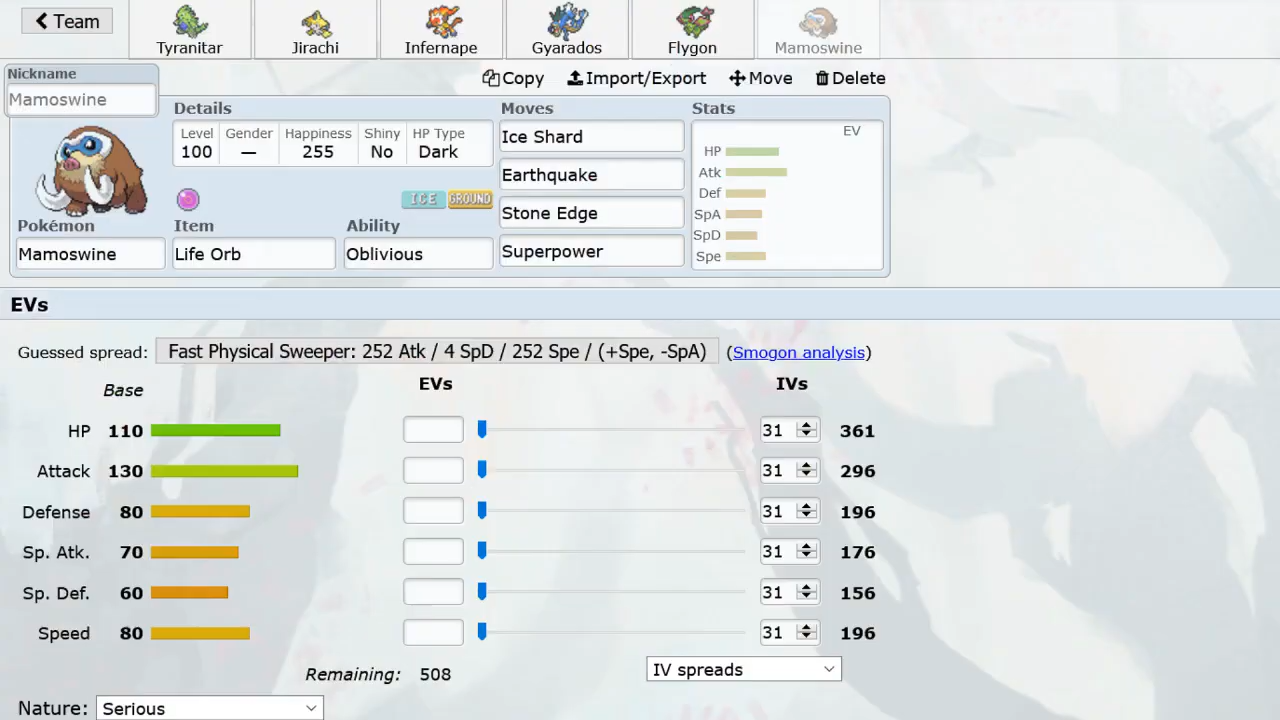 Team
Tyranitar
Jirachi
Infernape
Gyarados
Flygon
Mamoswine
Copy
Import/Export
Move
Delete
Nickname
Mamoswine
Details
Level Gender Happiness Shiny HP Type
100 — 255 No Dark
ICE GROUND
Pokémon
Mamoswine
Item
Life Orb
Ability
Oblivious
Moves
Ice Shard
Earthquake
Stone Edge
Superpower
Stats
EV
HP
Atk
Def
SpA
SpD
Spe
EVs
Guessed spread: Fast Physical Sweeper: 252 Atk / 4 SpD / 252 Spe / (+Spe, -SpA) (Smogon analysis)
Base EVs IVs
HP 110 31 361
Attack 130 31 296
Defense 80 31 196
Sp. Atk. 70 31 176
Sp. Def. 60 31 156
Speed 80 31 196
Remaining: 508 IV spreads
Nature: Serious